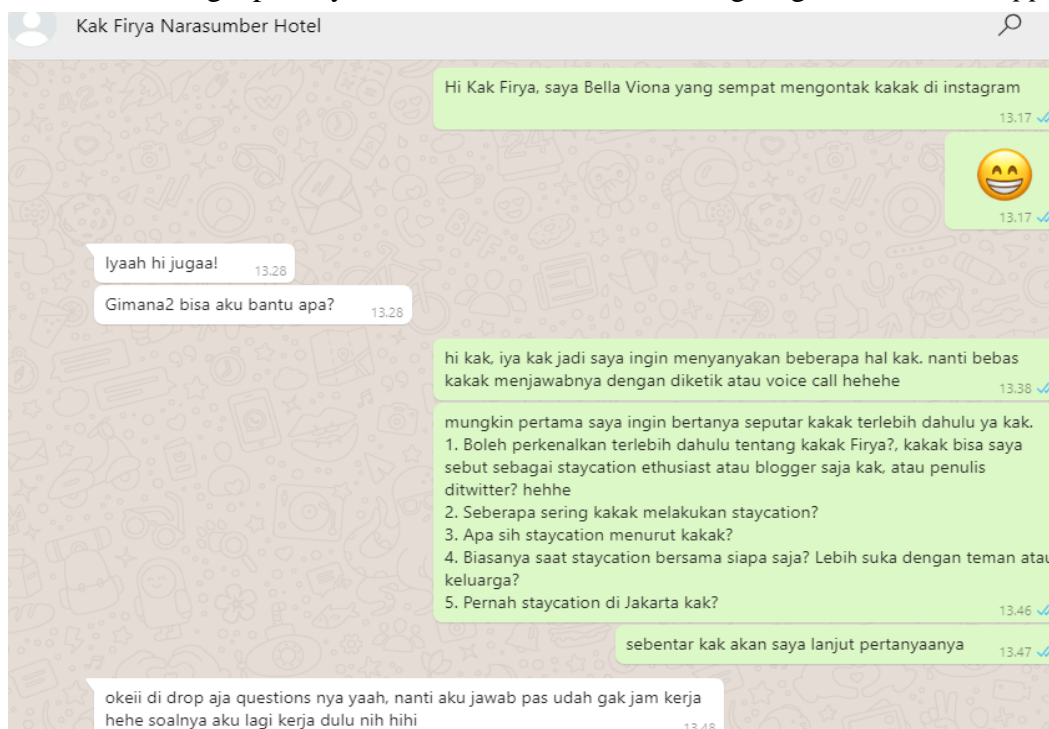 Kak Firya Narasumber Hotel
Hi Kak Firya, saya Bella Viona yang sempat mengontak kakak di instagram
13.17
13.17
Iyaah hi jugaa!
13.28
Gimana2 bisa aku bantu apa?
13.28
hi kak, iya kak jadi saya ingin menyanyakan beberapa hal kak. nanti bebas
kakak menjawabnya dengan diketik atau voice call hehehe
13.38
mungkin pertama saya ingin bertanya seputar kakak terlebih dahulu ya kak.
1. Boleh perkenalkan terlebih dahulu tentang kakak Firya?, kakak bisa saya
sebut sebagai staycation ethusiast atau blogger saja kak, atau penulis
ditwitter? hehhe
2. Seberapa sering kakak melakukan staycation?
3. Apa sih staycation menurut kakak?
4. Biasanya saat staycation bersama siapa saja? Lebih suka dengan teman atau
keluarga?
5. Pernah staycation di Jakarta kak?
13.46
sebentar kak akan saya lanjut pertanyaanya
13.47
okeii di drop aja questions nya yaah, nanti aku jawab pas udah gak jam kerja
hehe soalnya aku lagi kerja dulu nih hihi
13.48